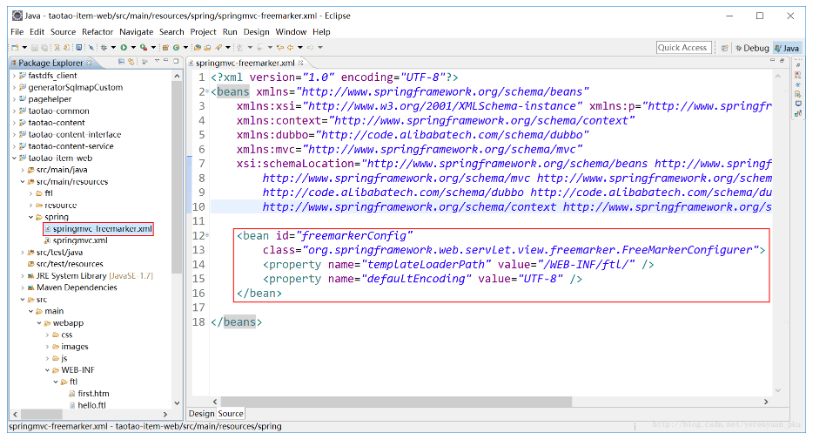 Java - taotao-item-web/src/main/resources/spring/springmvc-freemarker.xml - Eclipse
File Edit Source Refactor Navigate Search Project Run Design Window Help
Quick Access
Debug
Java
Package Explorer
fastdfs_client
generatorSqlmapCustom
pagehelper
taotao-common
taotao-content
taotao-content-interface
taotao-content-service
taotao-item-web
src/main/java
src/main/resources
ftl
resource
spring
springmvc-freemarker.xml
springmvc.xml
src/test/java
src/test/resources
JRE System Library [JavaSE-1.7]
Maven Dependencies
src
main
webapp
css
images
js
WEB-INF
ftl
first.htm
hello.ftl
springmvc-freemarker.xml
1 <?xml version="1.0" encoding="UTF-8"?>
2 <beans xmlns="http://www.springframework.org/schema/beans"
3 xmlns:xsi="http://www.w3.org/2001/XMLSchema-instance" xmlns:p="http://www.springfr
4 xmlns:context="http://www.springframework.org/schema/context"
5 xmlns:dubbo="http://code.alibabatech.com/schema/dubbo"
6 xmlns:mvc="http://www.springframework.org/schema/mvc"
7 xsi:schemaLocation="http://www.springframework.org/schema/beans http://www.springf
8 http://www.springframework.org/schema/mvc http://www.springframework.org/schem
9 http://code.alibabatech.com/schema/dubbo http://code.alibabatech.com/schema/du
10 http://www.springframework.org/schema/context http://www.springframework.org/s
11
12 <bean id="freemarkerConfig"
13 class="org.springframework.web.servlet.view.freemarker.FreeMarkerConfigurer">
14 <property name="templateLoaderPath" value="/WEB-INF/ftl/" />
15 <property name="defaultEncoding" value="UTF-8" />
16 </bean>
17
18 </beans>
Design Source
springmvc-freemarker.xml - taotao-item-web/src/main/resources/spring